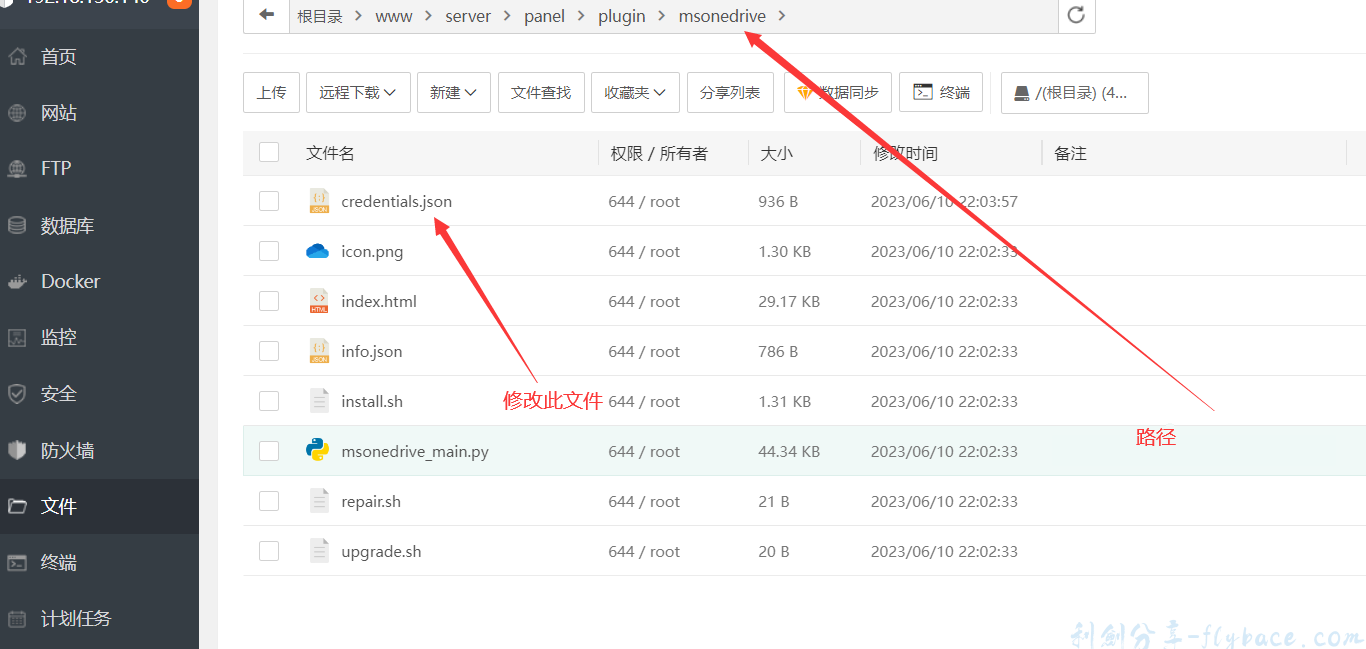 根目录 > www > server > panel > plugin > msonedrive >
首页
网站
FTP
数据库
Docker
监控
安全
防火墙
文件
终端
计划任务
上传 远程下载 新建 文件查找 收藏夹 分享列表 数据同步 终端 /(根目录) (4...
文件名 权限 / 所有者 大小 修改时间 备注
credentials.json 644 / root 936 B 2023/06/10 22:03:57
icon.png 644 / root 1.30 KB 2023/06/10 22:02:33
index.html 644 / root 29.17 KB 2023/06/10 22:02:33
info.json 644 / root 786 B 2023/06/10 22:02:33
install.sh 644 / root 1.31 KB 2023/06/10 22:02:33
msonedrive_main.py 644 / root 44.34 KB 2023/06/10 22:02:33
repair.sh 644 / root 21 B 2023/06/10 22:02:33
upgrade.sh 644 / root 20 B 2023/06/10 22:02:33
修改此文件
路径
利剑分享-flybace.com